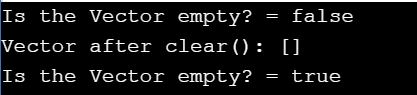 Is the Vector empty? = false
Vector after clear(): []
Is the Vector empty? = true